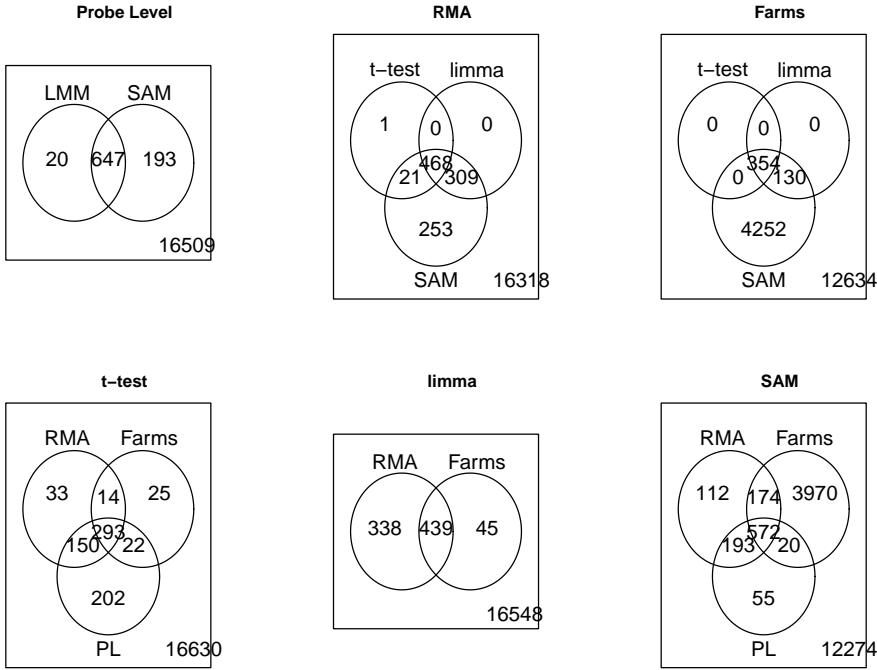 Probe Level
LMM SAM
20 647 193
16509
RMA
t−test limma
1 0 0
468
21 309
253
SAM 16318
Farms
t−test limma
0 0 0
354
0 130
4252
SAM 12634
t−test
RMA Farms
33 14 25
293
150 22
202
PL 16630
limma
RMA Farms
338 439 45
16548
SAM
RMA Farms
112 174 3970
572
193 20
55
PL 12274